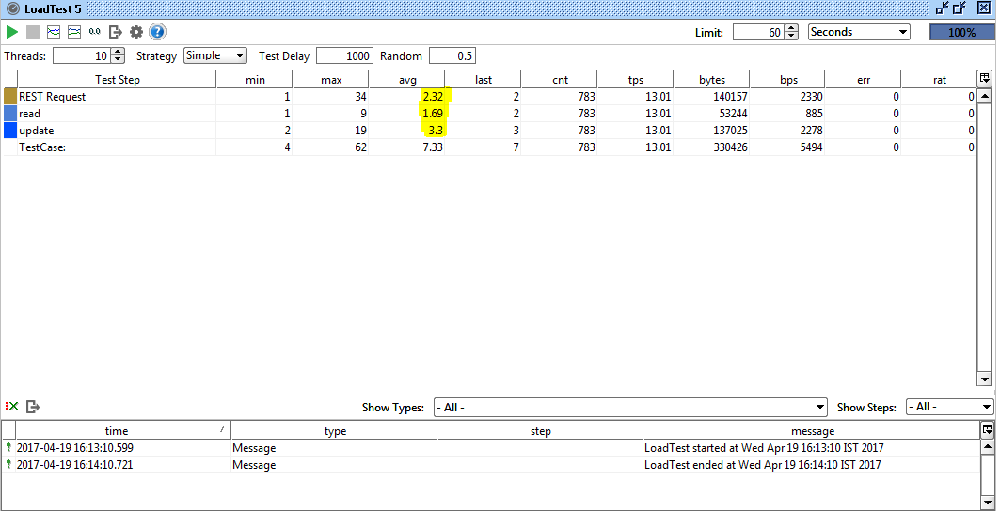 LoadTest 5
0.0 ? Limit: 60 Seconds 100%
Threads: 10 Strategy Simple Test Delay 1000 Random 0.5
Test Step min max avg last cnt tps bytes bps err rat
REST Request 1 34 2.32 2 783 13.01 140157 2330 0 0
read 1 9 1.69 2 783 13.01 53244 885 0 0
update 2 19 3.3 3 783 13.01 137025 2278 0 0
TestCase: 4 62 7.33 7 783 13.01 330426 5494 0 0
Show Types: - All - Show Steps: - All -
time / type step message
2017-04-19 16:13:10.599 Message LoadTest started at Wed Apr 19 16:13:10 IST 2017
2017-04-19 16:14:10.721 Message LoadTest ended at Wed Apr 19 16:14:10 IST 2017